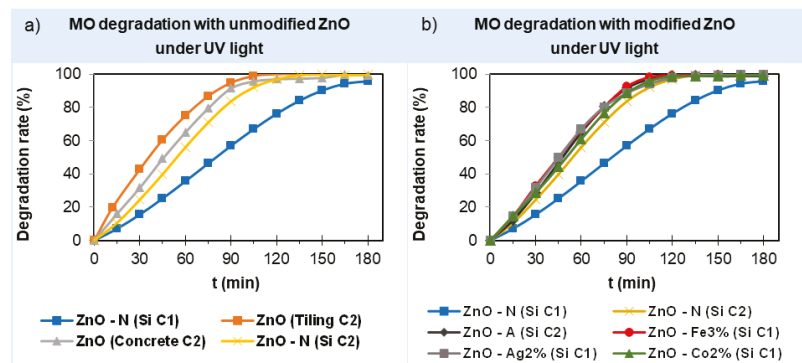 a) MO degradation with unmodified ZnO
under UV light
Degradation rate (%)
100
80
60
40
20
0
0 30 60 90 120 150 180
t (min)
ZnO - N (Si C1) ZnO (Tiling C2)
ZnO (Concrete C2) ZnO - N (Si C2)
b) MO degradation with modified ZnO
under UV light
Degradation rate (%)
100
80
60
40
20
0
0 30 60 90 120 150 180
t (min)
ZnO - N (Si C1) ZnO - N (Si C2)
ZnO - A (Si C2) ZnO - Fe3% (Si C1)
ZnO - Ag2% (Si C1) ZnO - Co2% (Si C1)